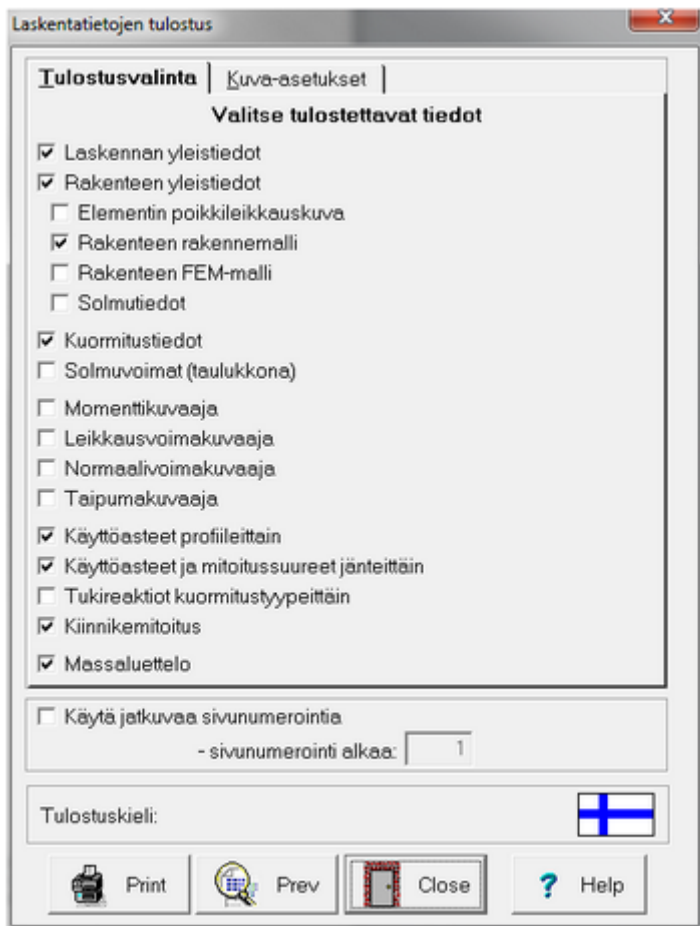 Laskentatietojen tulostus
Tulostusvalinta Kuva-asetukset
Valitse tulostettavat tiedot
Laskennan yleistiedot
Rakenteen yleistiedot
Elementin poikkileikkauskuva
Rakenteen rakennemalli
Rakenteen FEM-malli
Solmutiedot
Kuormitustiedot
Solmuvoimat (taulukkona)
Momenttikuvaaja
Leikkausvoimakuvaaja
Normaalivoimakuvaaja
Taipumakuvaaja
Käyttöasteet profiileittain
Käyttöasteet ja mitoitussuureet jänteittäin
Tukireaktiot kuormitustyypeittäin
Kiinnikemitoitus
Massaluettelo
Käytä jatkuvaa sivunumerointia
- sivunumerointi alkaa: 1
Tulostuskieli:
Print Prev Close Help